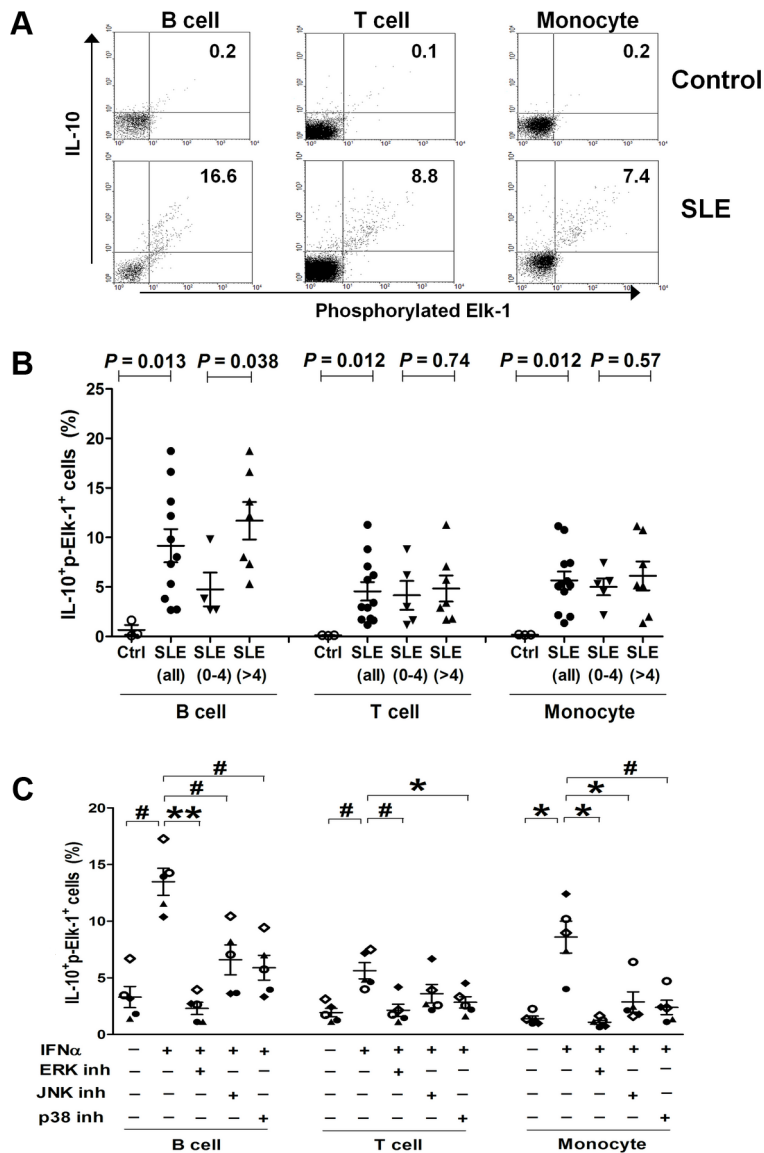 A
B cell
T cell
Monocyte
IL-10
0.2
0.1
0.2
Control
16.6
8.8
7.4
SLE
Phosphorylated Elk-1
B
P = 0.013
P = 0.038
P = 0.012
P = 0.74
P = 0.012
P = 0.57
IL-10+p-Elk-1+ cells (%)
25
20
15
10
5
0
Ctrl SLE SLE SLE Ctrl SLE SLE SLE Ctrl SLE SLE SLE
(all) (0-4) (>4) (all) (0-4) (>4) (all) (0-4) (>4)
B cell
T cell
Monocyte
C
# ** # #
# # *
* * * #
IL-10+p-Elk-1+ cells (%)
20
15
10
5
0
IFNα – + + + + – + + + + – + + + +
ERK inh – – + – – – – + – – – – + – –
JNK inh – – – + – – – – + – – – – + –
p38 inh – – – – + – – – – + – – – – +
B cell
T cell
Monocyte